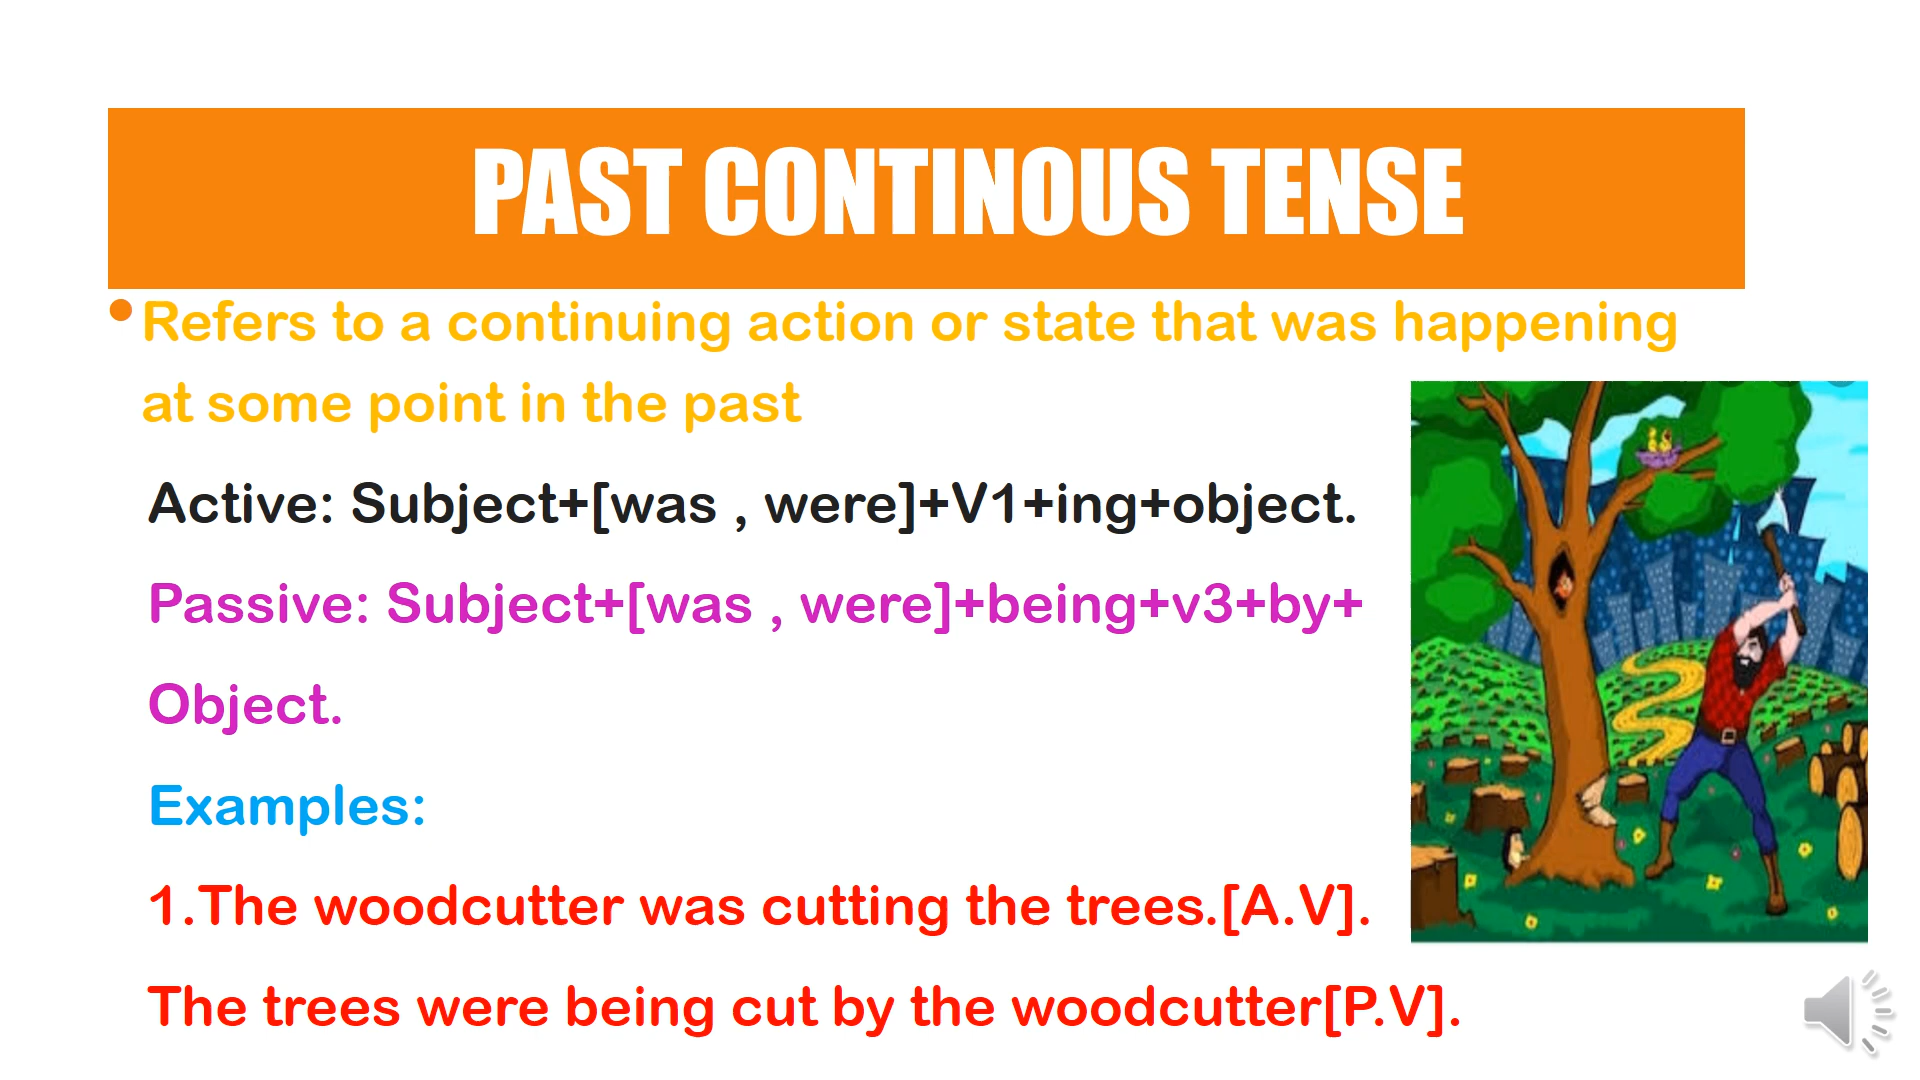 PAST CONTINOUS TENSE
• Refers to a continuing action or state that was happening
at some point in the past
Active: Subject+[was , were]+V1+ing+object.
Passive: Subject+[was , were]+being+v3+by+
Object.
Examples:
1.The woodcutter was cutting the trees.[A.V].
The trees were being cut by the woodcutter[P.V].